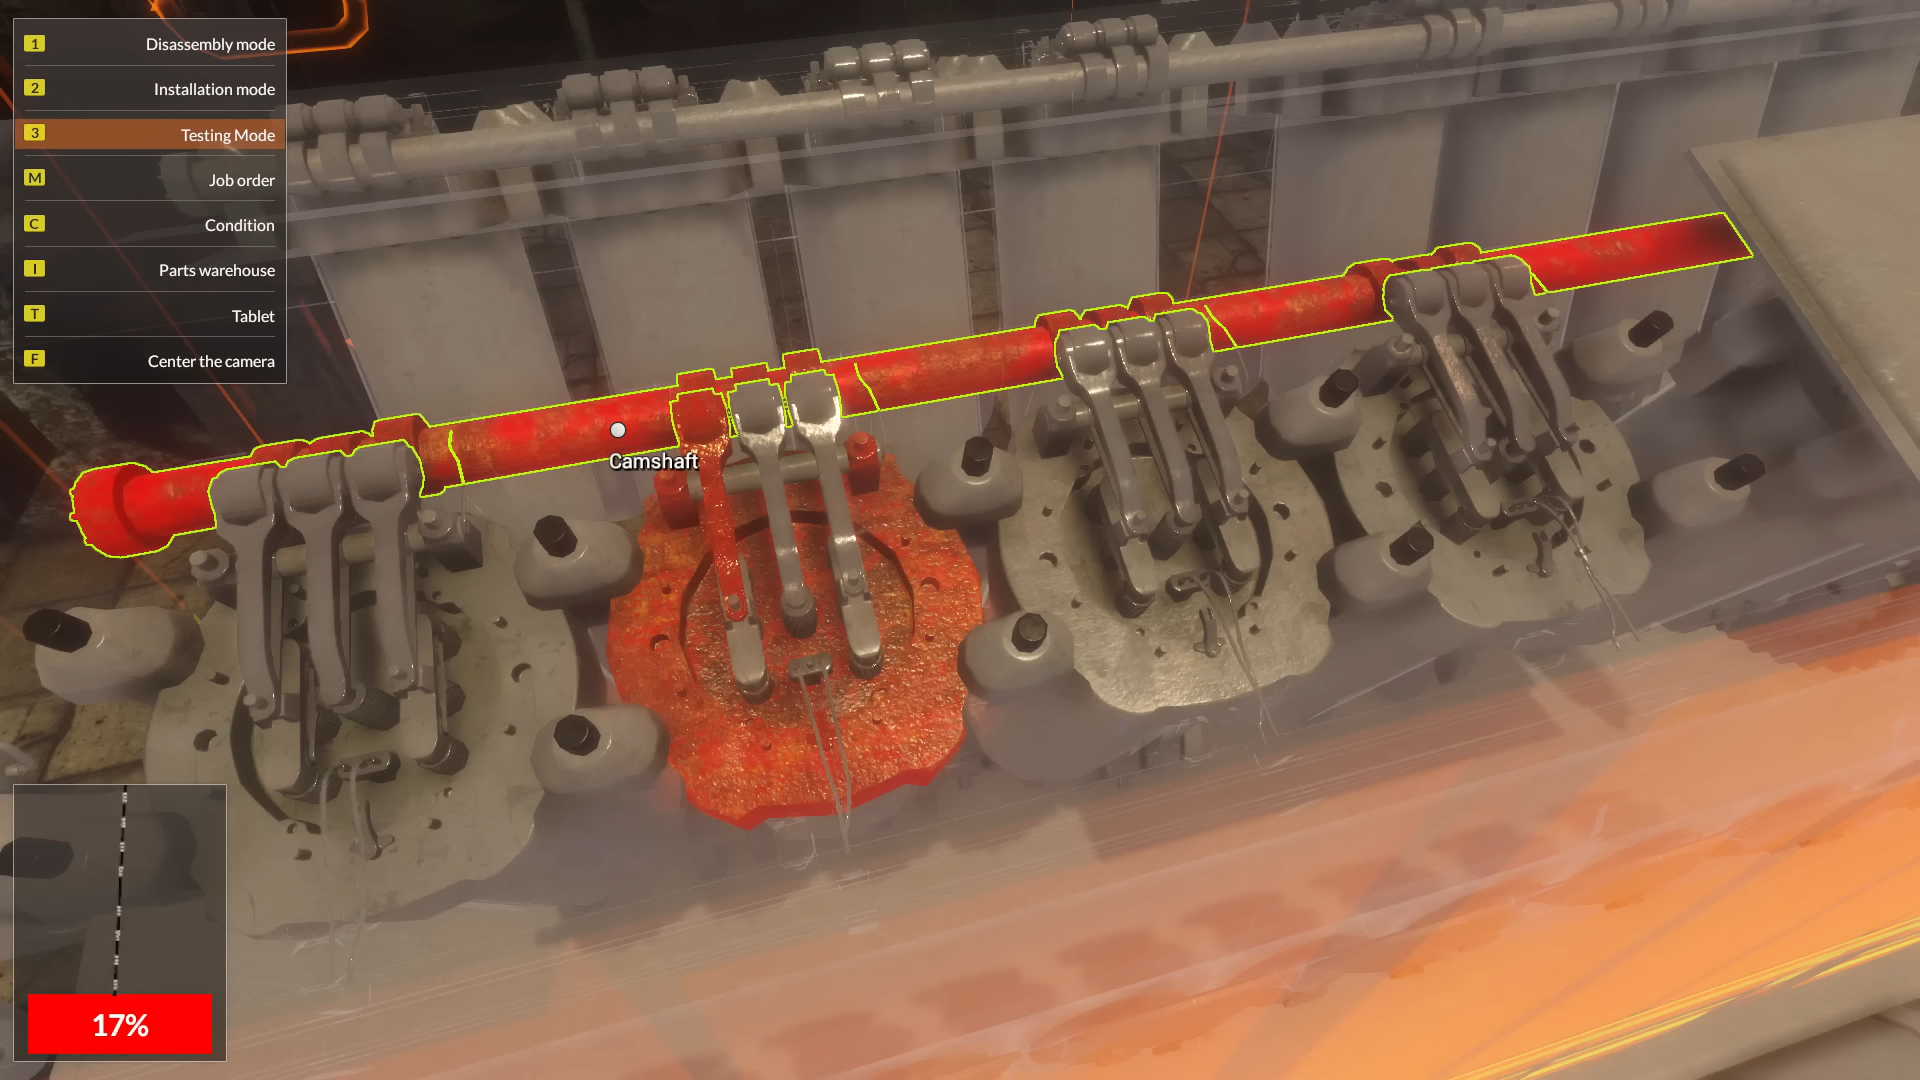 1 Disassembly mode
2 Installation mode
3 Testing Mode
M Job order
C Condition
I Parts warehouse
T Tablet
F Center the camera
Camshaft
17%